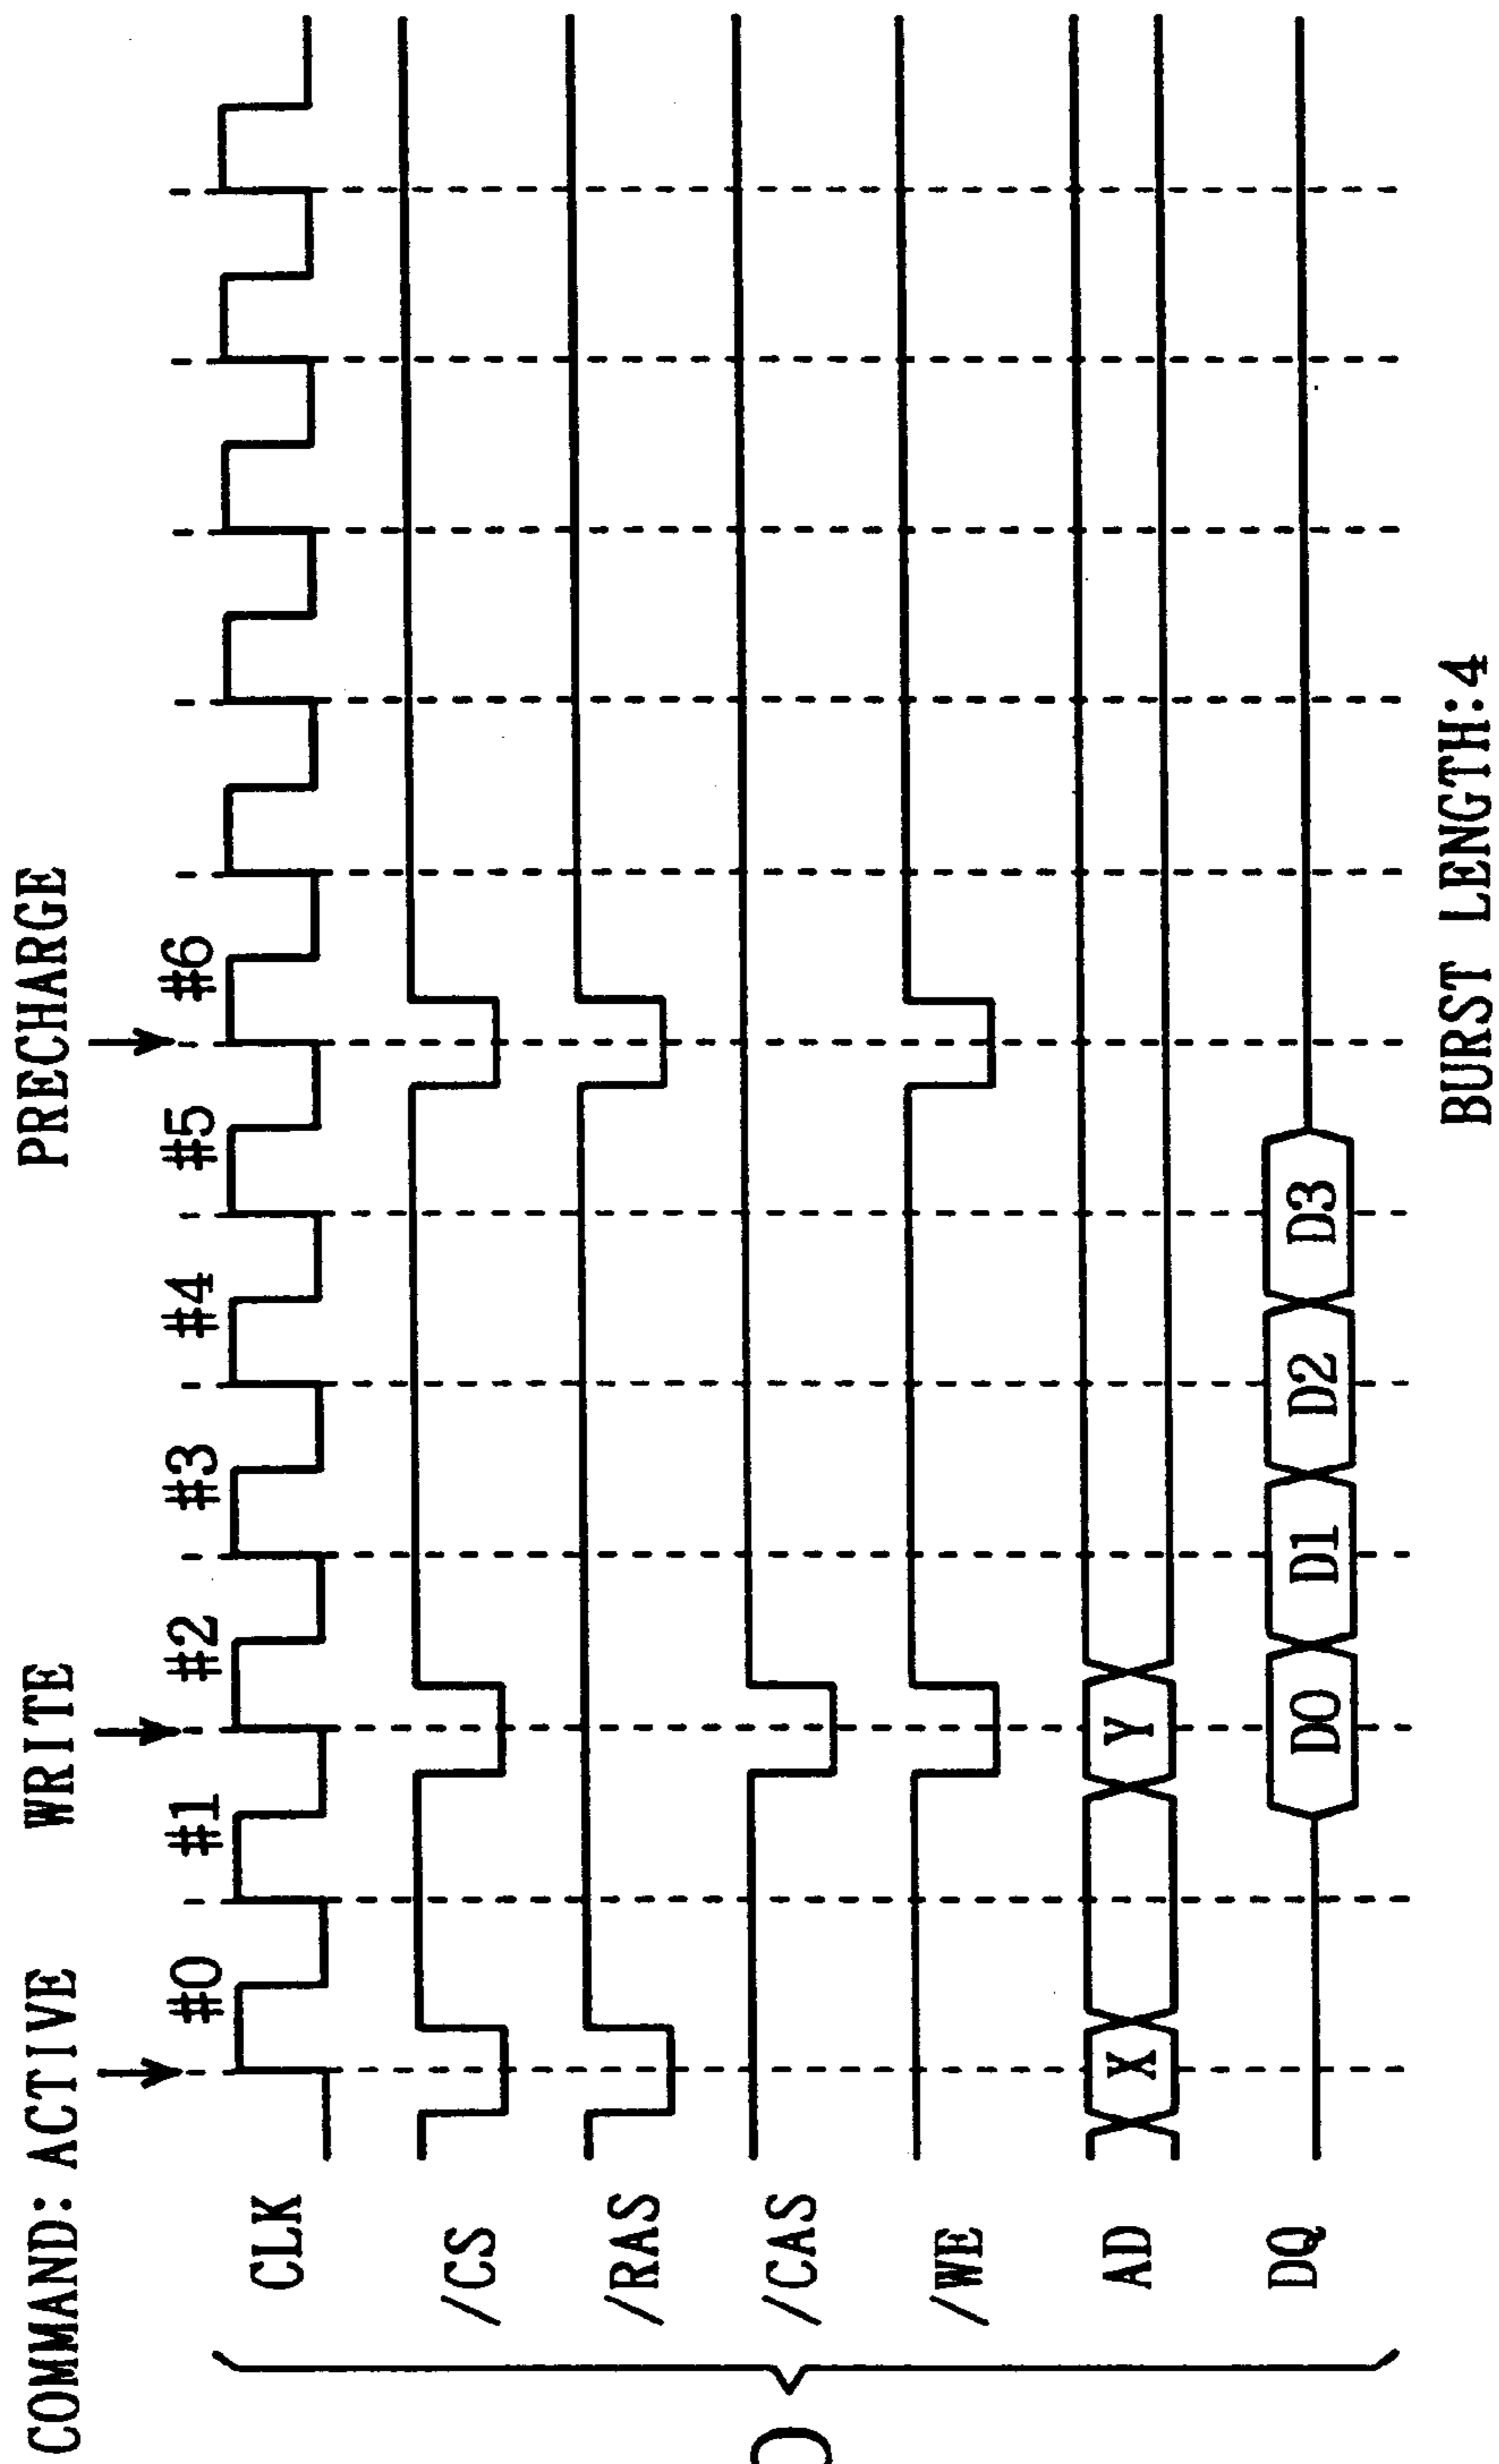 COMMAND: ACTIVE WRITE PRECHARGE
#0 #1 #2 #3 #4 #5 #6
CLK
/CS
/RAS
/CAS
/WE
AD X Y
DQ D0 D1 D2 D3
BURST LENGTH:4